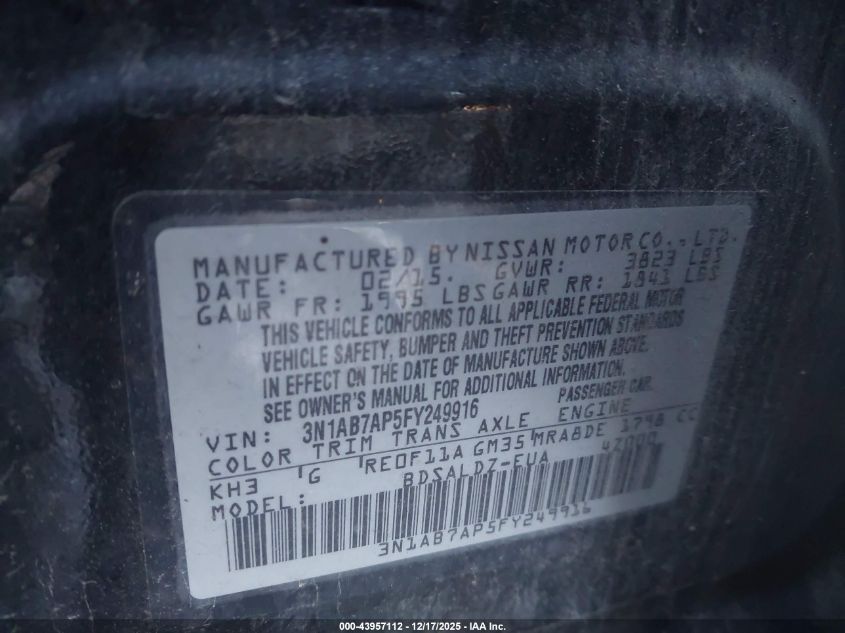 MANUFACTURED BY NISSAN MOTOR CO., LTD.
DATE: 02/15. GVWR: 3823 LBS
GAWR FR: 1995 LBS GAWR RR: 1841 LBS
THIS VEHICLE CONFORMS TO ALL APPLICABLE FEDERAL MOTOR
VEHICLE SAFETY, BUMPER AND THEFT PREVENTION STANDARDS
IN EFFECT ON THE DATE OF MANUFACTURE SHOWN ABOVE.
SEE OWNER'S MANUAL FOR ADDITIONAL INFORMATION.
VIN: 3N1AB7AP5FY249916 PASSENGER CAR
COLOR TRIM TRANS AXLE ENGINE
KH3 G RE0F11A GM35 MRA8DE 1798 CC
MODEL: BDSALDZ-EUA 42000
3N1AB7AP5FY249916
000-43957112 - 12/17/2025 - IAA Inc.